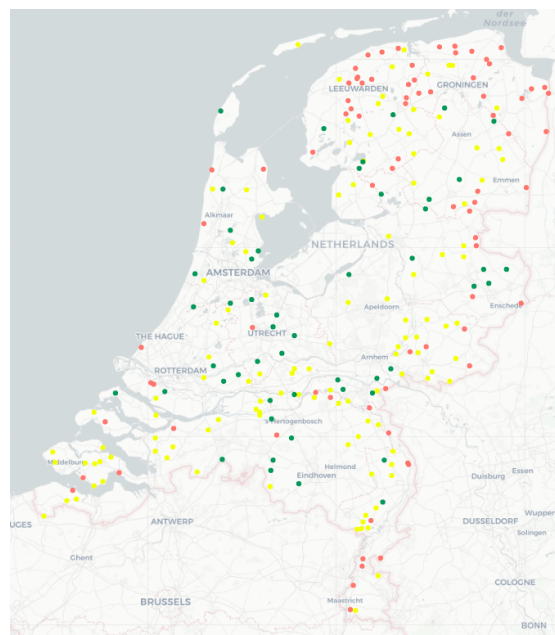 der
Nordsee
LEEUWARDEN
GRONINGEN
Assen
Emmen
Alkmaar
NETHERLANDS
AMSTERDAM
Apeldoorn
Enschede
THE HAGUE
UTRECHT
Arnhem
ROTTERDAM
's-Hertogenbosch
Middelburg
Helmond
Eindhoven
Duisburg
Essen
UGES
ANTWERP
DUSSELDORF
Wupper
Solingen
Ghent
COLOGNE
BRUSSELS
Maastricht
BONN